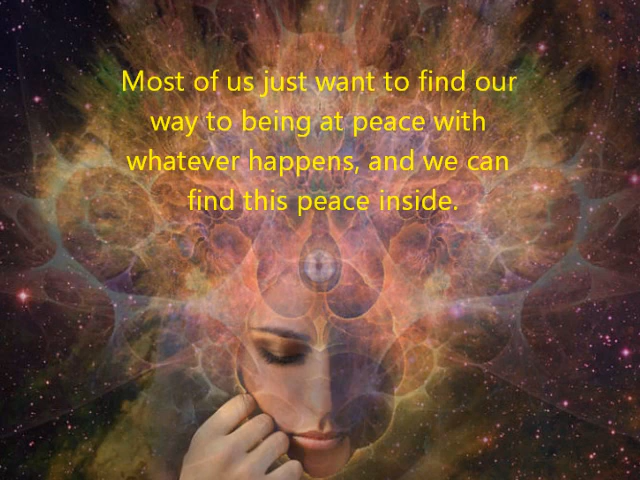 Most of us just want to find our
way to being at peace with
whatever happens, and we can
find this peace inside.